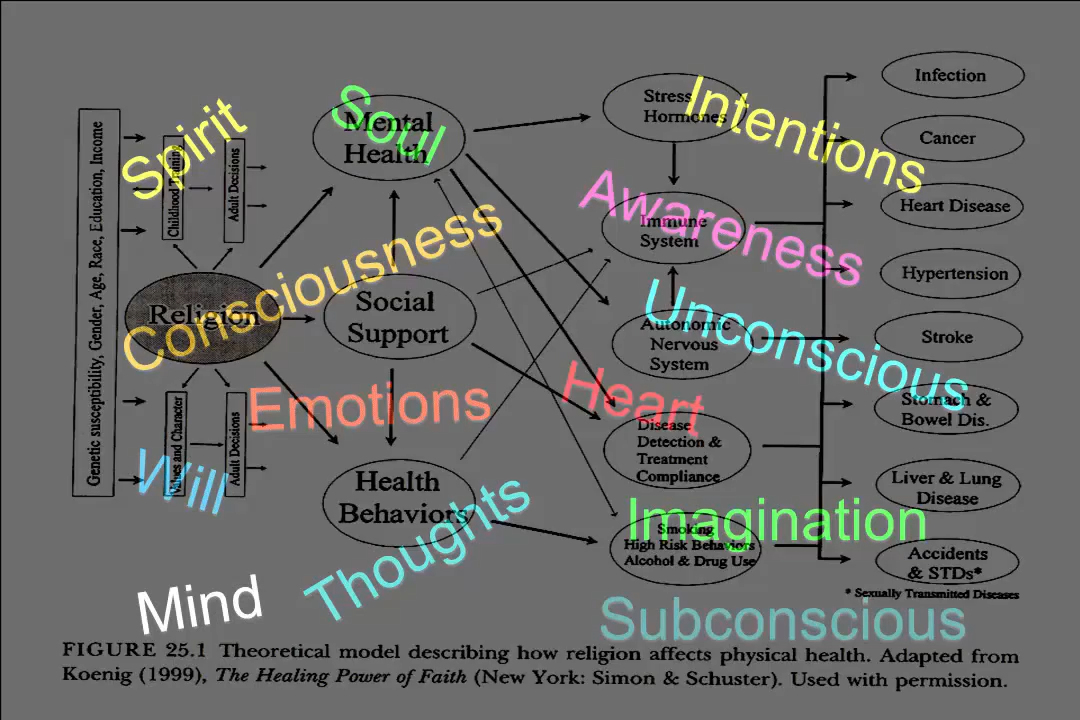 Genetic susceptibility, Gender, Age, Race, Education, Income
Childhood Training
Adult Decisions
Religion
Values and Character
Adult Decisions
Mental
Health
Social
Support
Health
Behaviors
Stress
Hormones
Immune
System
Autonomic
Nervous
System
Disease
Detection &
Treatment
Compliance
Smoking
High Risk Behaviors
Alcohol & Drug Use
Infection
Cancer
Heart Disease
Hypertension
Stroke
Stomach &
Bowel Dis.
Liver & Lung
Disease
Accidents
& STDs*
* Sexually Transmitted Diseases
Spirit
Soul
Intentions
Consciousness
Awareness
Unconscious
Emotions
Heart
Will
Thoughts
Imagination
Mind
Subconscious
FIGURE 25.1 Theoretical model describing how religion affects physical health. Adapted from
Koenig (1999), The Healing Power of Faith (New York: Simon & Schuster). Used with permission.